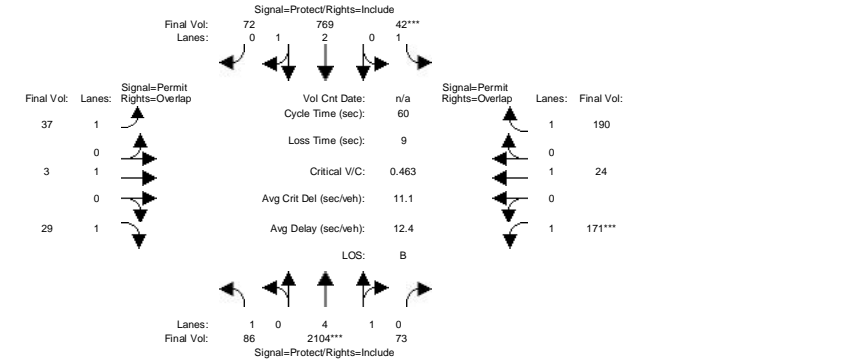 Signal=Protect/Rights=Include
Final Vol: 72 769 42***
Lanes: 0 1 2 0 1
Signal=Permit Signal=Permit
Final Vol: Lanes: Rights=Overlap Vol Cnt Date: n/a Rights=Overlap Lanes: Final Vol:
Cycle Time (sec): 60
37 1 1 190
Loss Time (sec): 9
0 0
3 1 Critical V/C: 0.463 1 24
0 Avg Crit Del (sec/veh): 11.1 0
29 1 Avg Delay (sec/veh): 12.4 1 171***
LOS: B
Lanes: 1 0 4 1 0
Final Vol: 86 2104*** 73
Signal=Protect/Rights=Include